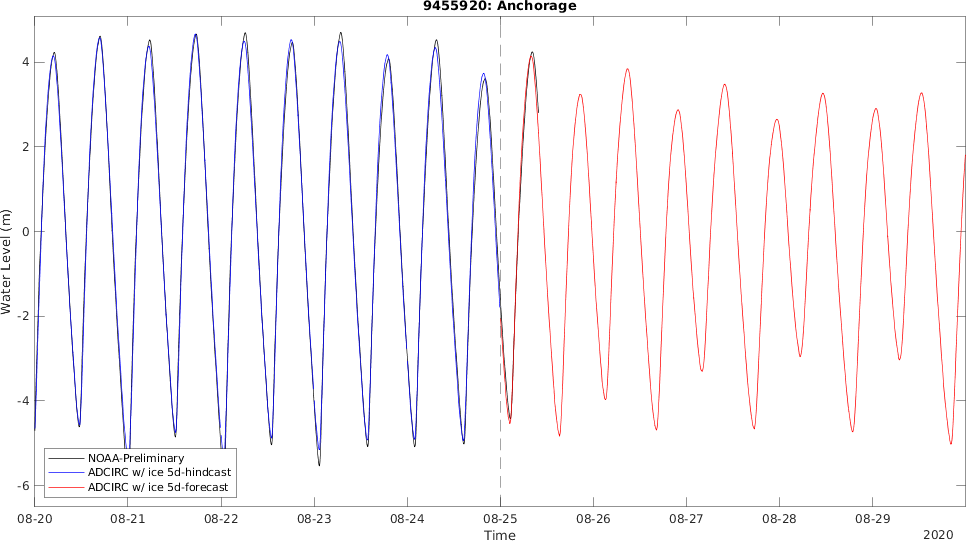 9455920: Anchorage
4
2
0
-2
-4
-6
Water Level (m)
NOAA-Preliminary
ADCIRC w/ ice 5d-hindcast
ADCIRC w/ ice 5d-forecast
08-20 08-21 08-22 08-23 08-24 08-25 08-26 08-27 08-28 08-29
Time
2020